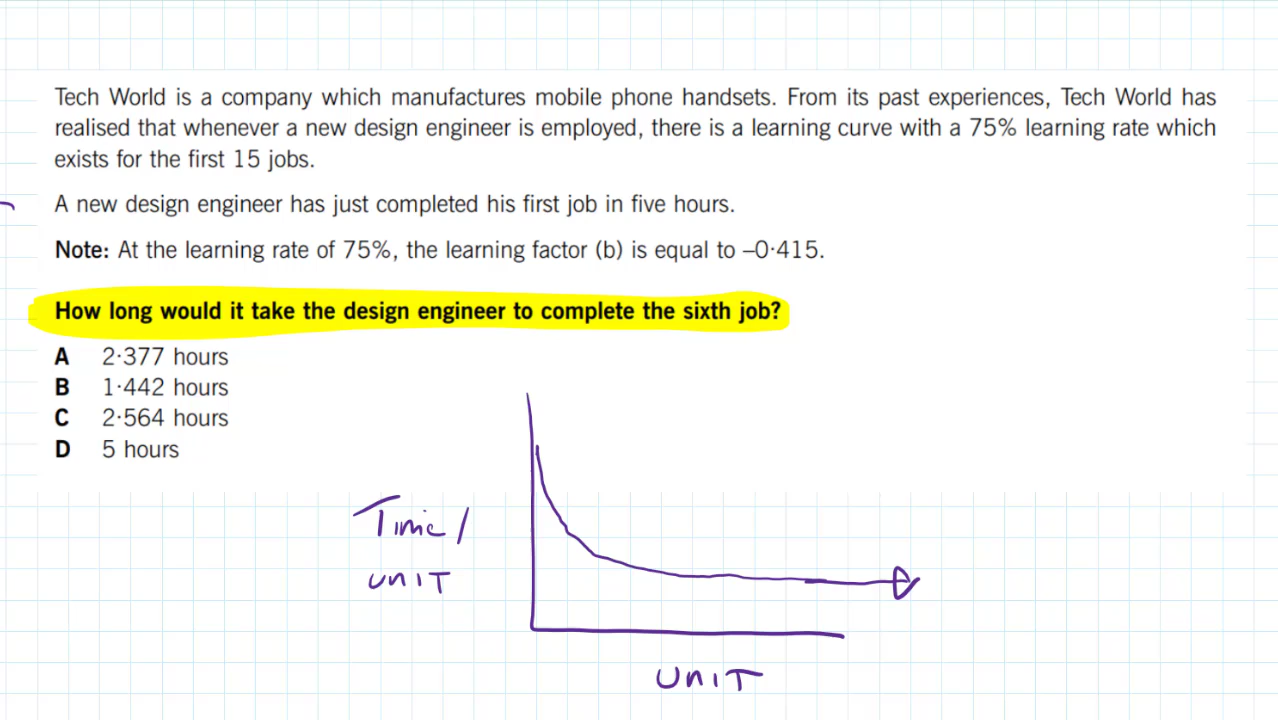 Tech World is a company which manufactures mobile phone handsets. From its past experiences, Tech World has
realised that whenever a new design engineer is employed, there is a learning curve with a 75% learning rate which
exists for the first 15 jobs.
A new design engineer has just completed his first job in five hours.
Note: At the learning rate of 75%, the learning factor (b) is equal to –0·415.
How long would it take the design engineer to complete the sixth job?
A 2·377 hours
B 1·442 hours
C 2·564 hours
D 5 hours
Time/
UNIT
UNIT